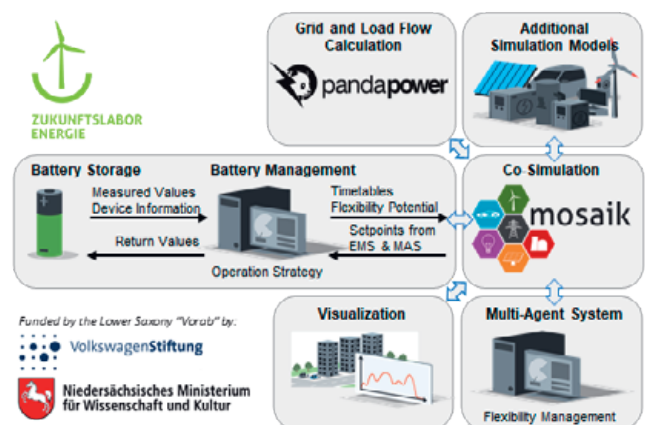 ZUKUNFTSLABOR
ENERGIE
Grid and Load Flow
Calculation
pandapower
Additional
Simulation Models
Battery Storage
Measured Values
Device Information
Return Values
Battery Management
Operation Strategy
Timetables
Flexibility Potential
Setpoints from
EMS & MAS
Co-Simulation
mosaik
Funded by the Lower Saxony "Vorab" by:
VolkswagenStiftung
Niedersächsisches Ministerium
für Wissenschaft und Kultur
Visualization
Multi-Agent System
Flexibility Management